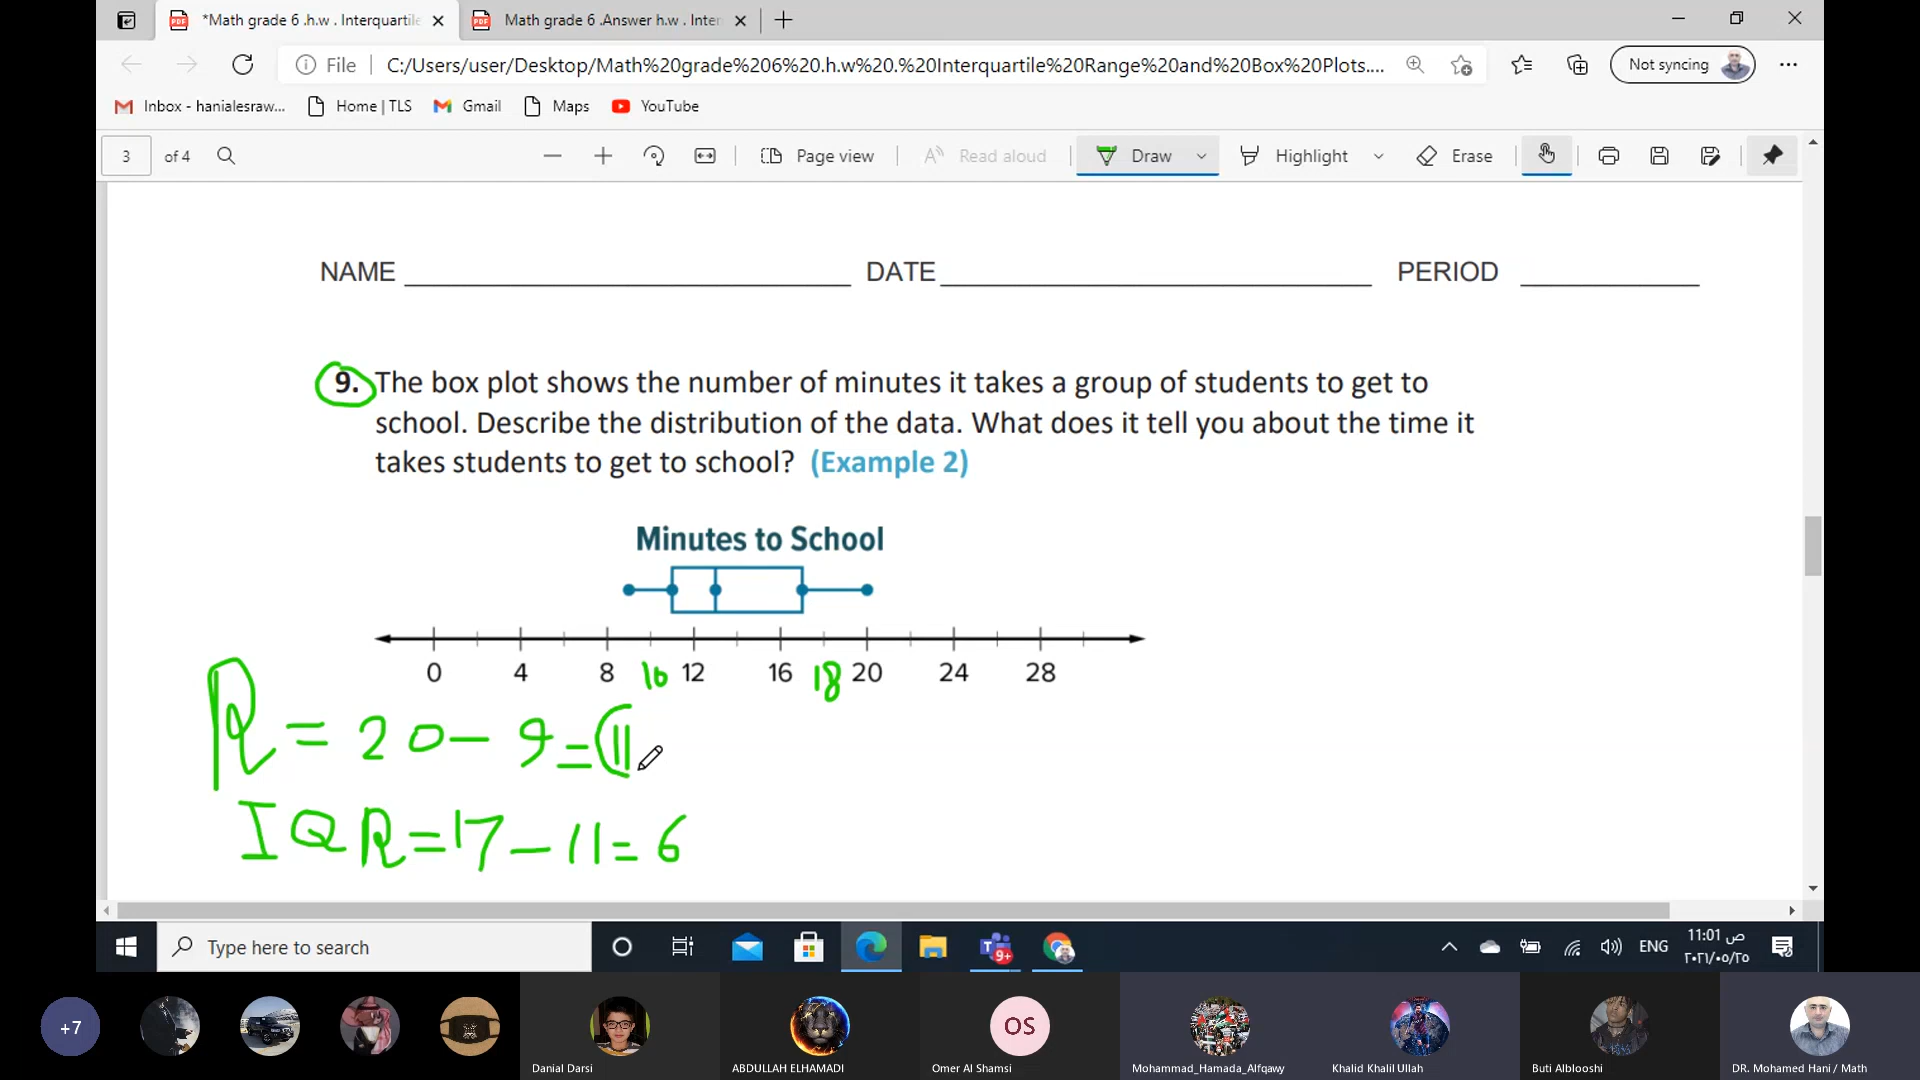 *Math grade 6 .h.w . Interquartile
Math grade 6 .Answer h.w . Inter
File
C:/Users/user/Desktop/Math%20grade%206%20.h.w%20.%20Interquartile%20Range%20and%20Box%20Plots....
Not syncing
Inbox - hanialesraw...
Home | TLS
Gmail
Maps
YouTube
3 of 4
Page view
Read aloud
Draw
Highlight
Erase
NAME DATE PERIOD
9. The box plot shows the number of minutes it takes a group of students to get to
school. Describe the distribution of the data. What does it tell you about the time it
takes students to get to school? (Example 2)
Minutes to School
0 4 8 10 12 16 18 20 24 28
R = 20 - 9 = 11
IQR = 17 - 11 = 6
Type here to search
9+
ENG
11:01 ص
٢٠٢١/٠٥/٢٥
+7
OS
Danial Darsi
ABDULLAH ELHAMADI
Omer Al Shamsi
Mohammad_Hamada_Alfqawy
Khalid Khalil Ullah
Buti Alblooshi
DR. Mohamed Hani / Math